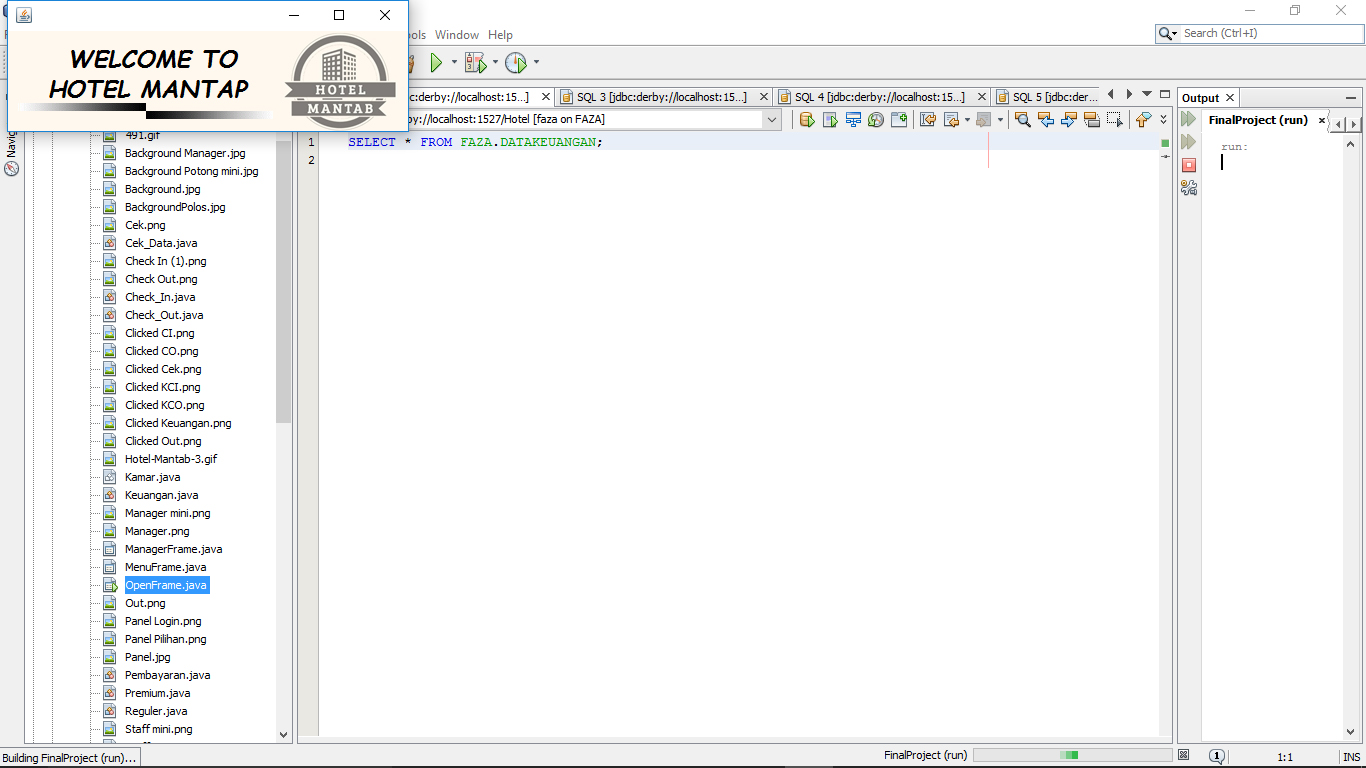 ools Window Help
Search (Ctrl+I)
WELCOME TO
HOTEL MANTAP
HOTEL
MANTAB
c:derby://localhost:15...]
SQL 3 [jdbc:derby://localhost:15...]
SQL 4 [jdbc:derby://localhost:15...]
SQL 5 [jdbc:der...
Output
by://localhost:1527/Hotel [faza on FAZA]
FinalProject (run)
Navig
1 SELECT * FROM FAZA.DATAKEUANGAN;
2
run:
491.gif
Background Manager.jpg
Background Potong mini.jpg
Background.jpg
BackgroundPolos.jpg
Cek.png
Cek_Data.java
Check In (1).png
Check Out.png
Check_In.java
Check_Out.java
Clicked CI.png
Clicked CO.png
Clicked Cek.png
Clicked KCI.png
Clicked KCO.png
Clicked Keuangan.png
Clicked Out.png
Hotel-Mantab-3.gif
Kamar.java
Keuangan.java
Manager mini.png
Manager.png
ManagerFrame.java
MenuFrame.java
OpenFrame.java
Out.png
Panel Login.png
Panel Pilihan.png
Panel.jpg
Pembayaran.java
Premium.java
Reguler.java
Staff mini.png
Building FinalProject (run)...
FinalProject (run)
1
1:1
INS